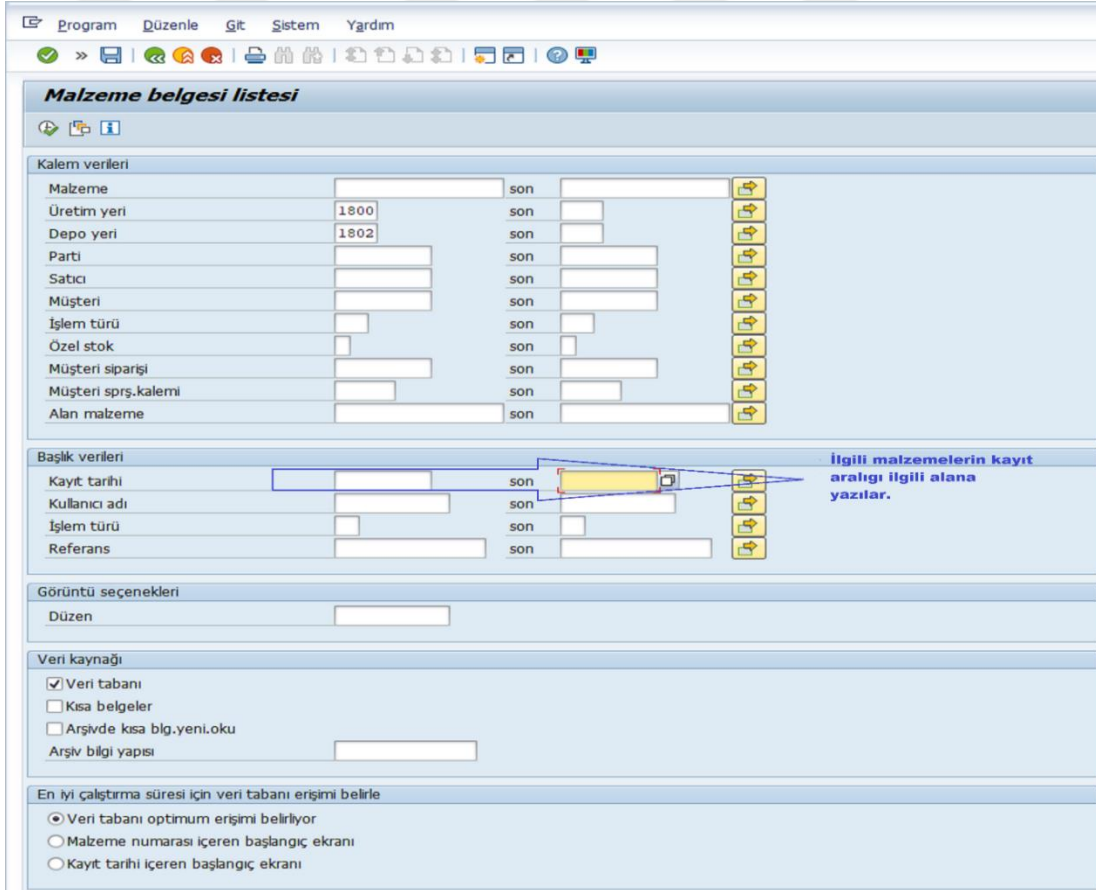 Program Düzenle Git Sistem Yardım
Malzeme belgesi listesi
Kalem verileri
Malzeme son
Üretim yeri 1800 son
Depo yeri 1802 son
Parti son
Satıcı son
Müşteri son
İşlem türü son
Özel stok son
Müşteri siparişi son
Müşteri sprş.kalemi son
Alan malzeme son
Başlık verileri
Kayıt tarihi son
Kullanıcı adı son
İşlem türü son
Referans son
İlgili malzemelerin kayıt
aralıgı ilgili alana
yazılar.
Görüntü seçenekleri
Düzen
Veri kaynağı
Veri tabanı
Kısa belgeler
Arşivde kısa blg.yeni.oku
Arşiv bilgi yapısı
En iyi çalıştırma süresi için veri tabanı erişimi belirle
Veri tabanı optimum erişimi belirliyor
Malzeme numarası içeren başlangıç ekranı
Kayıt tarihi içeren başlangıç ekranı